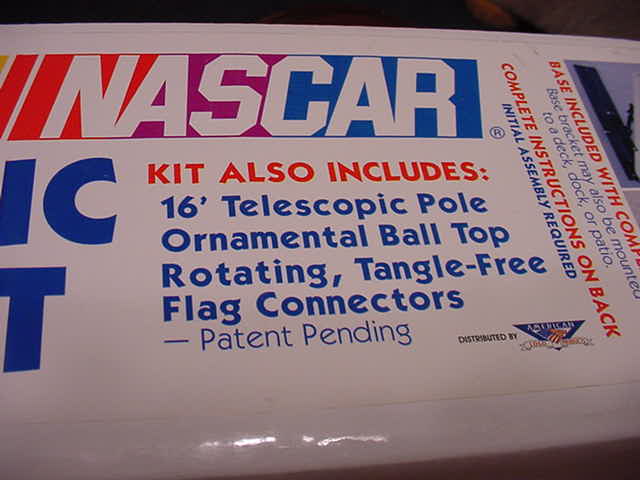 NASCAR®
IC
T
KIT ALSO INCLUDES:
16' Telescopic Pole
Ornamental Ball Top
Rotating, Tangle-Free
Flag Connectors
— Patent Pending
DISTRIBUTED BY
AMERICAN
BASE INCLUDED WITH COMP
Base bracket may also be mounted
to a deck, dock, or patio.
COMPLETE INSTRUCTIONS ON BACK
INITIAL ASSEMBLY REQUIRED